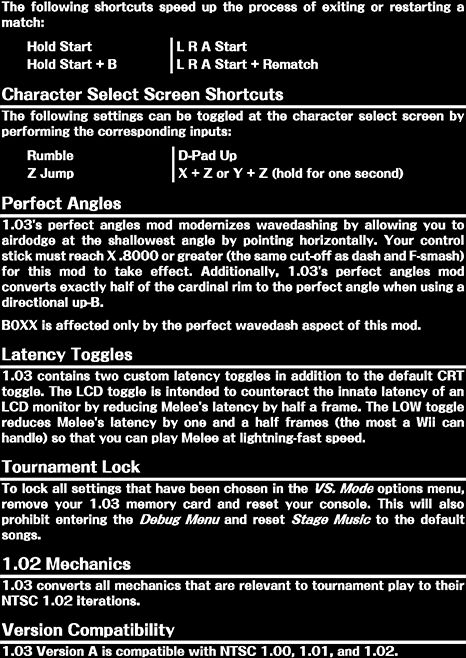 The following shortcuts speed up the process of exiting or restarting a
match:
Hold Start L R A Start
Hold Start + B L R A Start + Rematch
Character Select Screen Shortcuts
The following settings can be toggled at the character select screen by
performing the corresponding inputs:
Rumble D-Pad Up
Z Jump X + Z or Y + Z (hold for one second)
Perfect Angles
1.03's perfect angles mod modernizes wavedashing by allowing you to
airdodge at the shallowest angle by pointing horizontally. Your control
stick must reach X .8000 or greater (the same cut-off as dash and F-smash)
for this mod to take effect. Additionally, 1.03's perfect angles mod
converts exactly half of the cardinal rim to the perfect angle when using a
directional up-B.
B0XX is affected only by the perfect wavedash aspect of this mod.
Latency Toggles
1.03 contains two custom latency toggles in addition to the default CRT
toggle. The LCD toggle is intended to counteract the innate latency of an
LCD monitor by reducing Melee's latency by half a frame. The LOW toggle
reduces Melee's latency by one and a half frames (the most a Wii can
handle) so that you can play Melee at lightning-fast speed.
Tournament Lock
To lock all settings that have been chosen in the VS. Mode options menu,
remove your 1.03 memory card and reset your console. This will also
prohibit entering the Debug Menu and reset Stage Music to the default
songs.
1.02 Mechanics
1.03 converts all mechanics that are relevant to tournament play to their
NTSC 1.02 iterations.
Version Compatibility
1.03 Version A is compatible with NTSC 1.00, 1.01, and 1.02.